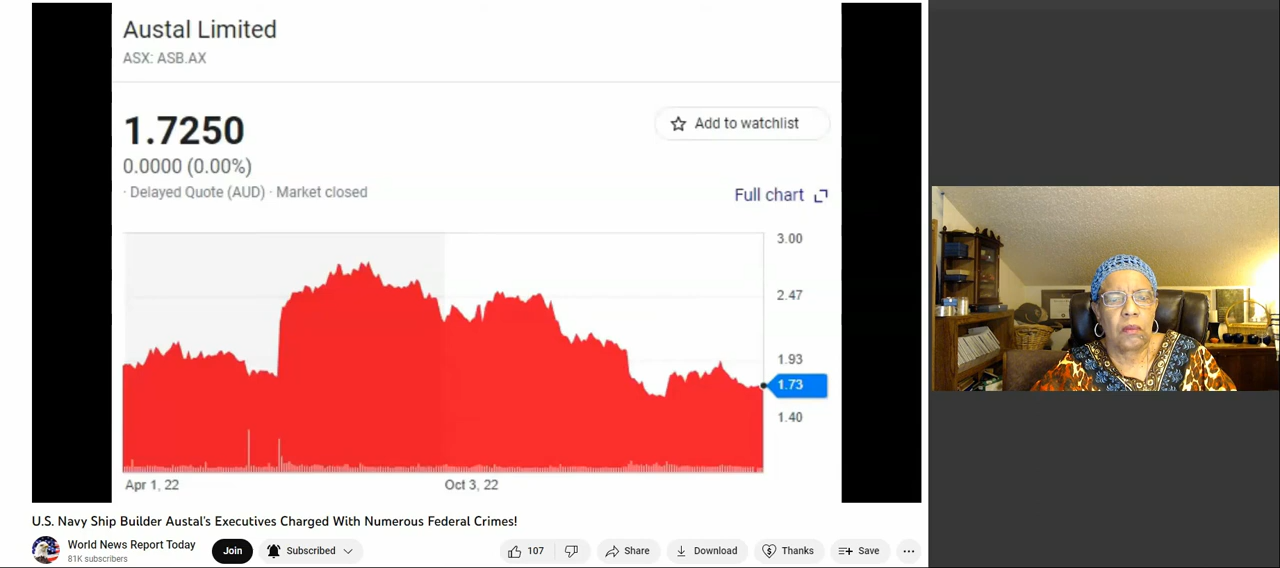 Austal Limited
ASX: ASB.AX
1.7250
Add to watchlist
0.0000 (0.00%)
· Delayed Quote (AUD) · Market closed
Full chart
3.00
2.47
1.93
1.73
1.40
Apr 1, 22
Oct 3, 22
U.S. Navy Ship Builder Austal's Executives Charged With Numerous Federal Crimes!
World News Report Today
81K subscribers
Join
Subscribed
107
Share
Download
Thanks
Save